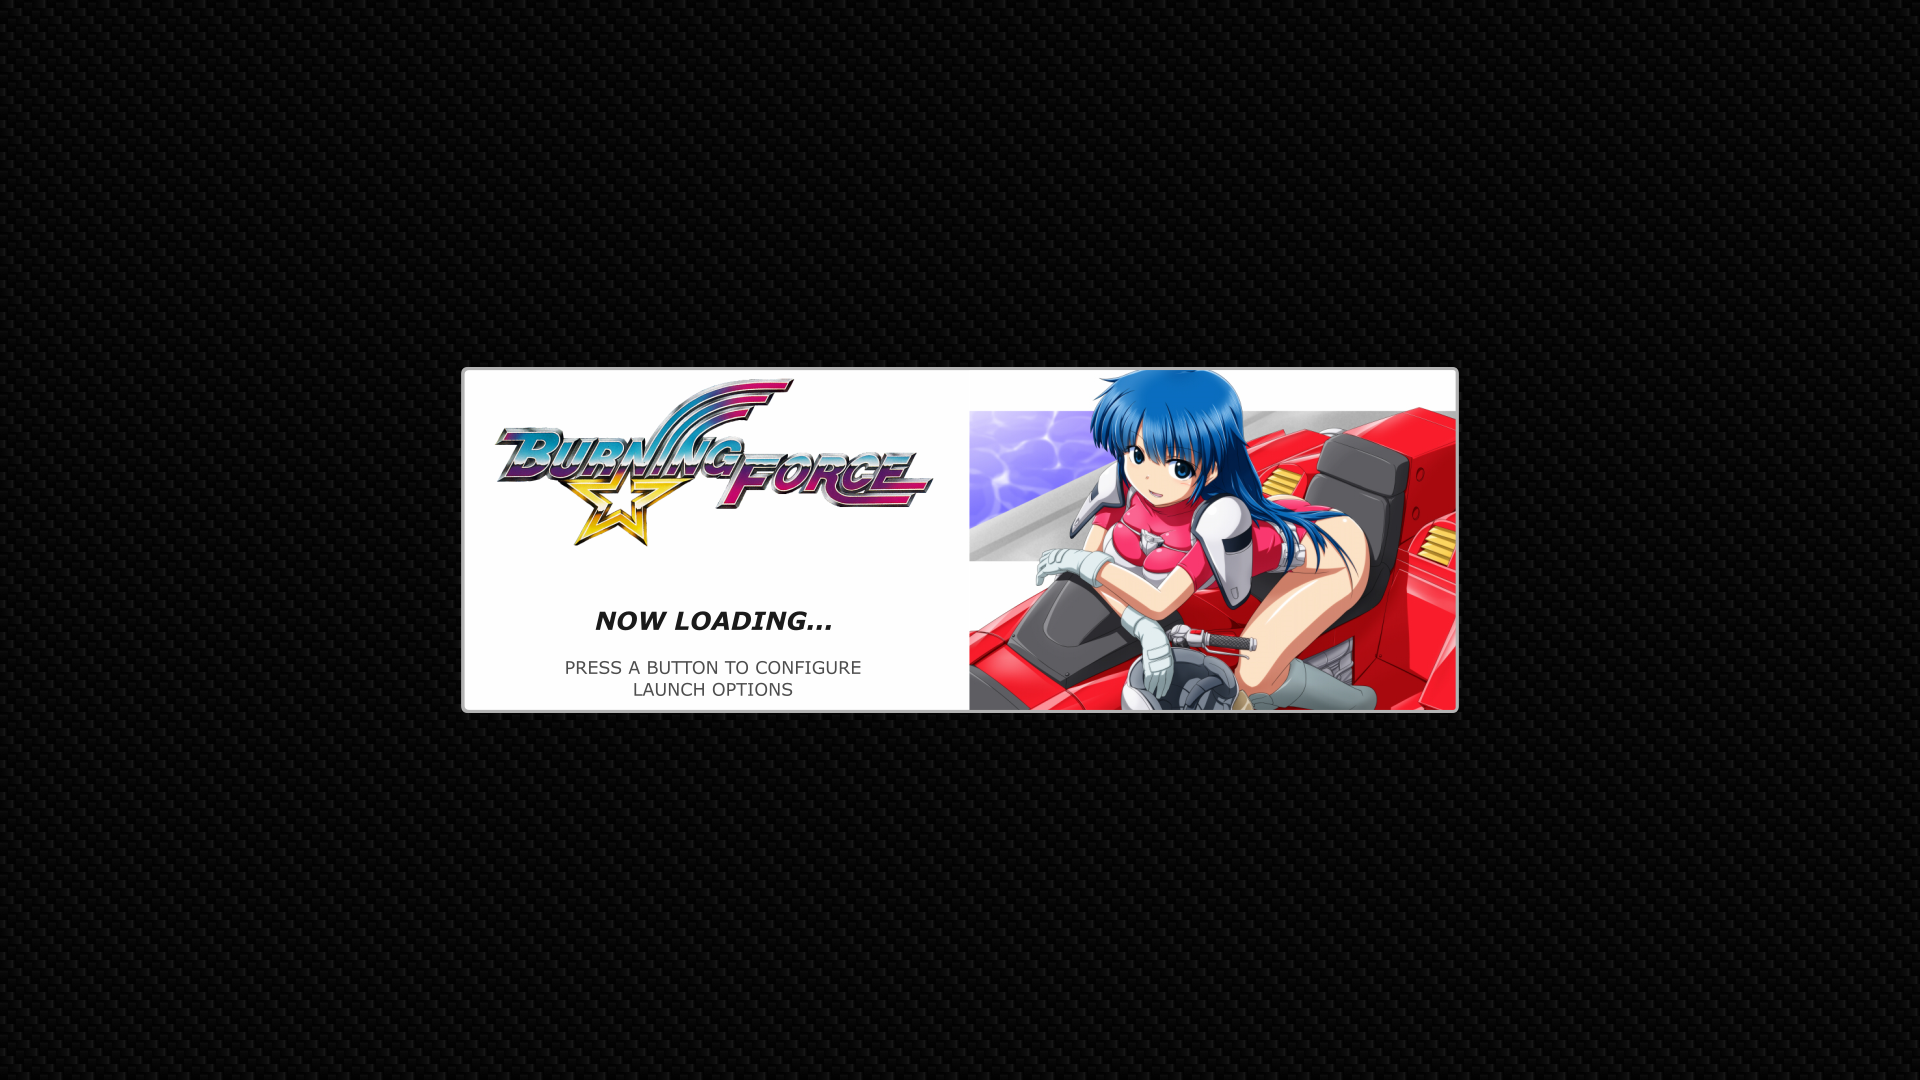 BURNING FORCE
NOW LOADING...
PRESS A BUTTON TO CONFIGURE
LAUNCH OPTIONS